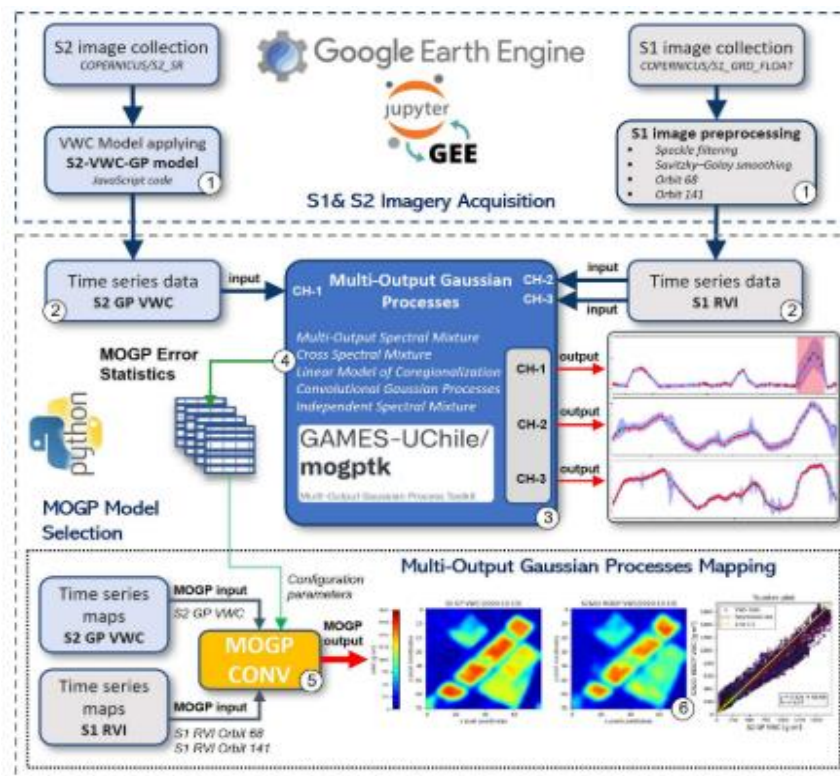 S2 image collection
COPERNICUS/S2_SR
Google Earth Engine
S1 image collection
COPERNICUS/S1_GRD_FLOAT
jupyter
GEE
VWC Model applying
S2-VWC-GP model
JavaScript code
1
S1 image preprocessing
Speckle filtering
Savitzky–Golay smoothing
Orbit 68
Orbit 141
1
S1& S2 Imagery Acquisition
Time series data
S2 GP VWC
2
input
CH-1
Multi-Output Gaussian
Processes
CH-2
CH-3
input
input
Time series data
S1 RVI
2
MOGP Error
Statistics
4
Multi-Output Spectral Mixture
Cross Spectral Mixture
Linear Model of Coregionalization
Convolutional Gaussian Processes
Independent Spectral Mixture
GAMES-UChile/
mogptk
Multi-Output Gaussian Process Toolkit
CH-1
CH-2
CH-3
output
output
output
3
python
MOGP Model
Selection
Multi-Output Gaussian Processes Mapping
Time series
maps
S2 GP VWC
MOGP input
S2 GP VWC
Configuration
parameters
MOGP
CONV
5
MOGP
output
Time series
maps
S1 RVI
MOGP input
S1 RVI Orbit 68
S1 RVI Orbit 141
6